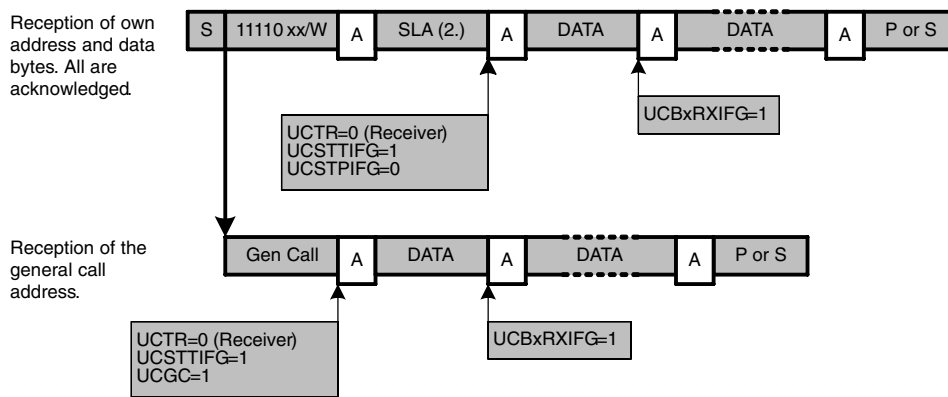 Reception of own
address and data
bytes. All are
acknowledged.
S 11110 xx/W A SLA (2.) A DATA A DATA A P or S
UCTR=0 (Receiver)
UCSTTIFG=1
UCSTPIFG=0
UCBxRXIFG=1
Reception of the
general call
address.
Gen Call A DATA A DATA A P or S
UCTR=0 (Receiver)
UCSTTIFG=1
UCGC=1
UCBxRXIFG=1